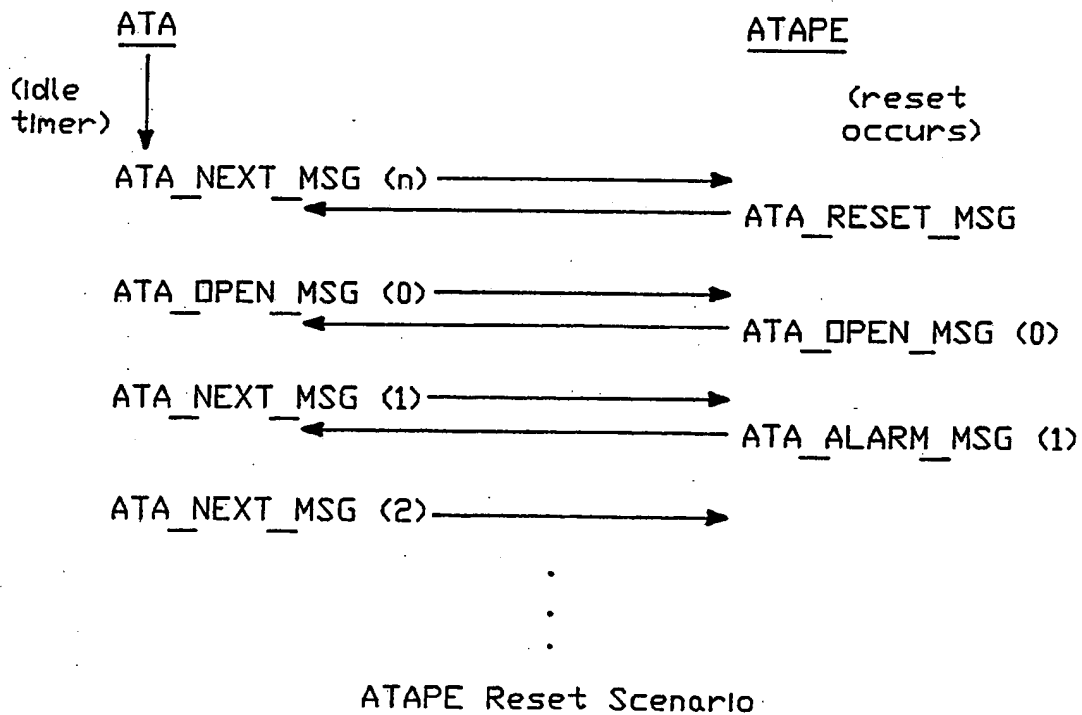 ATA
ATAPE
(idle
timer)
(reset
occurs)
ATA_NEXT_MSG (n)
ATA_RESET_MSG
ATA_OPEN_MSG (0)
ATA_OPEN_MSG (0)
ATA_NEXT_MSG (1)
ATA_ALARM_MSG (1)
ATA_NEXT_MSG (2)
ATAPE Reset Scenario